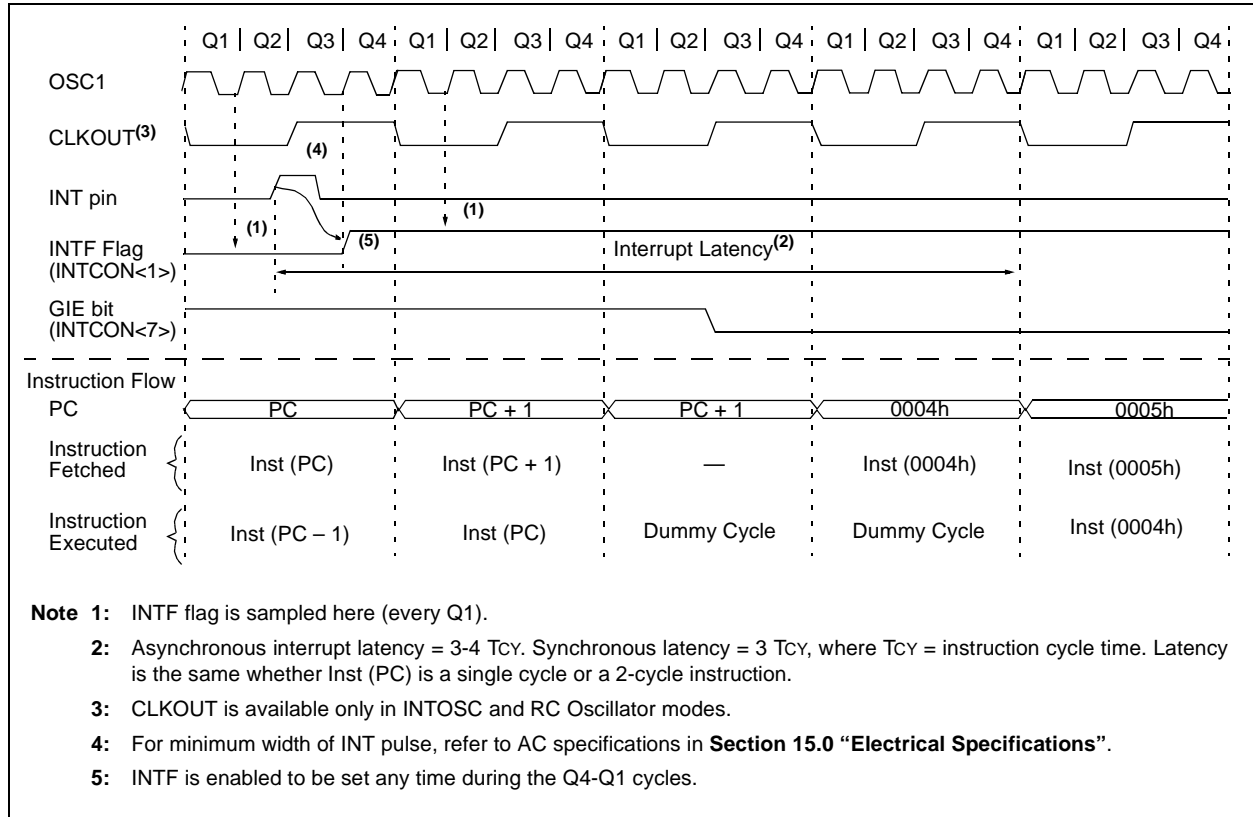 Q1 | Q2 | Q3 | Q4 Q1 | Q2 | Q3 | Q4 Q1 | Q2 | Q3 | Q4 Q1 | Q2 | Q3 | Q4 Q1 | Q2 | Q3 | Q4
OSC1
CLKOUT(3)
(4)
INT pin
(1)
(1)
(5)
INTF Flag
(INTCON<1>)
Interrupt Latency(2)
GIE bit
(INTCON<7>)
Instruction Flow
PC PC PC + 1 PC + 1 0004h 0005h
Instruction
Fetched
Inst (PC) Inst (PC + 1) — Inst (0004h) Inst (0005h)
Instruction
Executed
Inst (PC – 1) Inst (PC) Dummy Cycle Dummy Cycle Inst (0004h)
Note 1: INTF flag is sampled here (every Q1).
2: Asynchronous interrupt latency = 3-4 TCY. Synchronous latency = 3 TCY, where TCY = instruction cycle time. Latency
is the same whether Inst (PC) is a single cycle or a 2-cycle instruction.
3: CLKOUT is available only in INTOSC and RC Oscillator modes.
4: For minimum width of INT pulse, refer to AC specifications in Section 15.0 “Electrical Specifications”.
5: INTF is enabled to be set any time during the Q4-Q1 cycles.